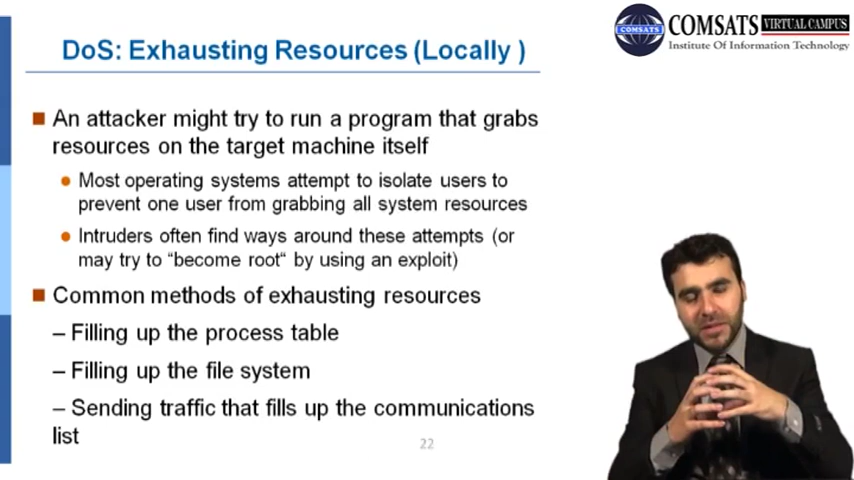 DoS: Exhausting Resources (Locally )
COMSATS
COMSATS VIRTUAL CAMPUS
Institute Of Information Technology
■ An attacker might try to run a program that grabs
resources on the target machine itself
● Most operating systems attempt to isolate users to
prevent one user from grabbing all system resources
● Intruders often find ways around these attempts (or
may try to “become root“ by using an exploit)
■ Common methods of exhausting resources
– Filling up the process table
– Filling up the file system
– Sending traffic that fills up the communications
list
22